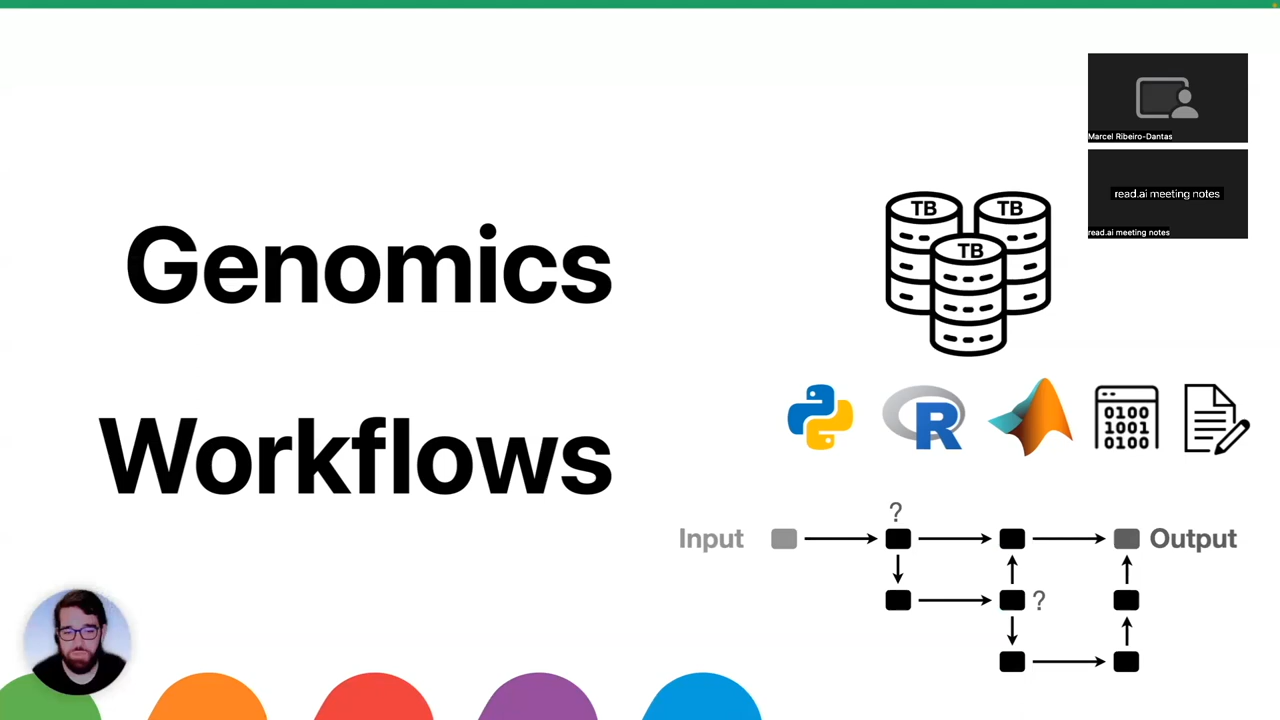 Genomics
Workflows
TB
TB
TB
R
0100
1001
0100
?
Input
Output
?
Marcel Ribeiro-Dantas
read.ai meeting notes
read.ai meeting notes